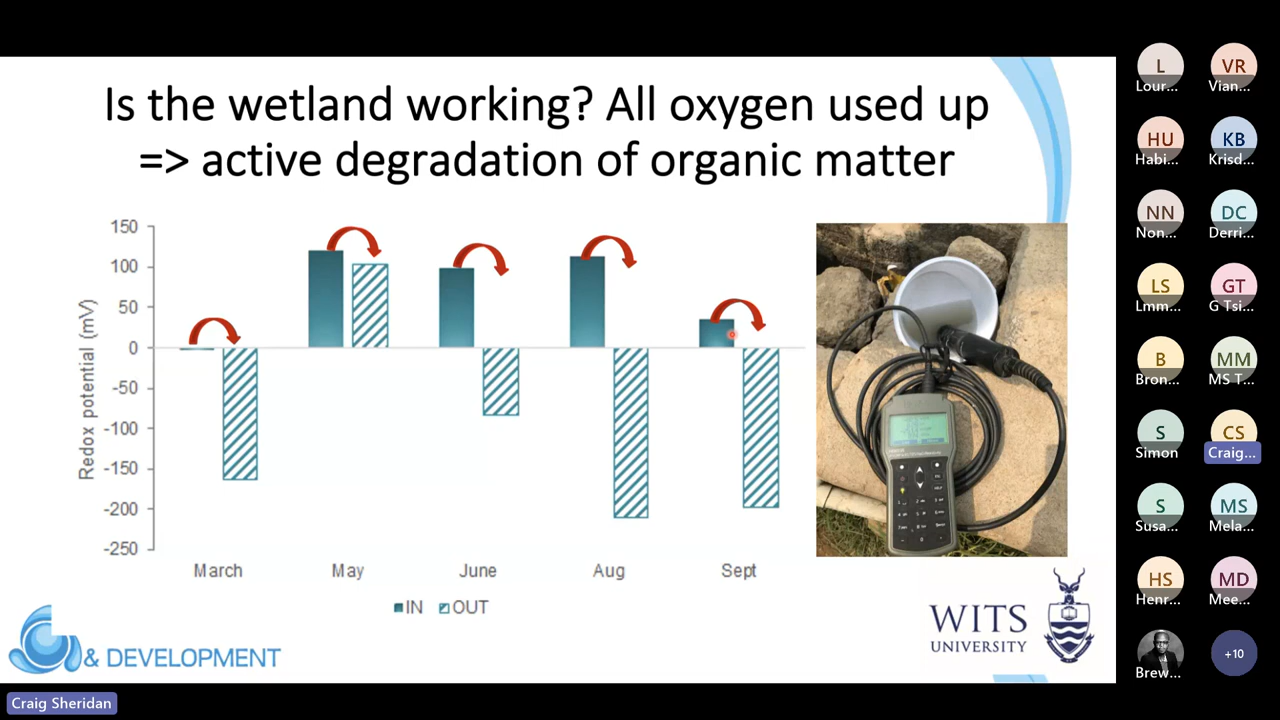 Is the wetland working? All oxygen used up
=> active degradation of organic matter
150
100
50
0
-50
-100
-150
-200
-250
Redox potential (mV)
March May June Aug Sept
IN OUT
& DEVELOPMENT
WITS
UNIVERSITY
Craig Sheridan
L VR
Lour... Vian...
HU KB
Habi... Krisd...
NN DC
Non... Derri...
LS GT
Lmm... G Tsi...
B MM
Bron... MS T...
S CS
Simon Craig...
S MS
Susa... Mela...
HS MD
Henr... Mee...
+10
Brew...